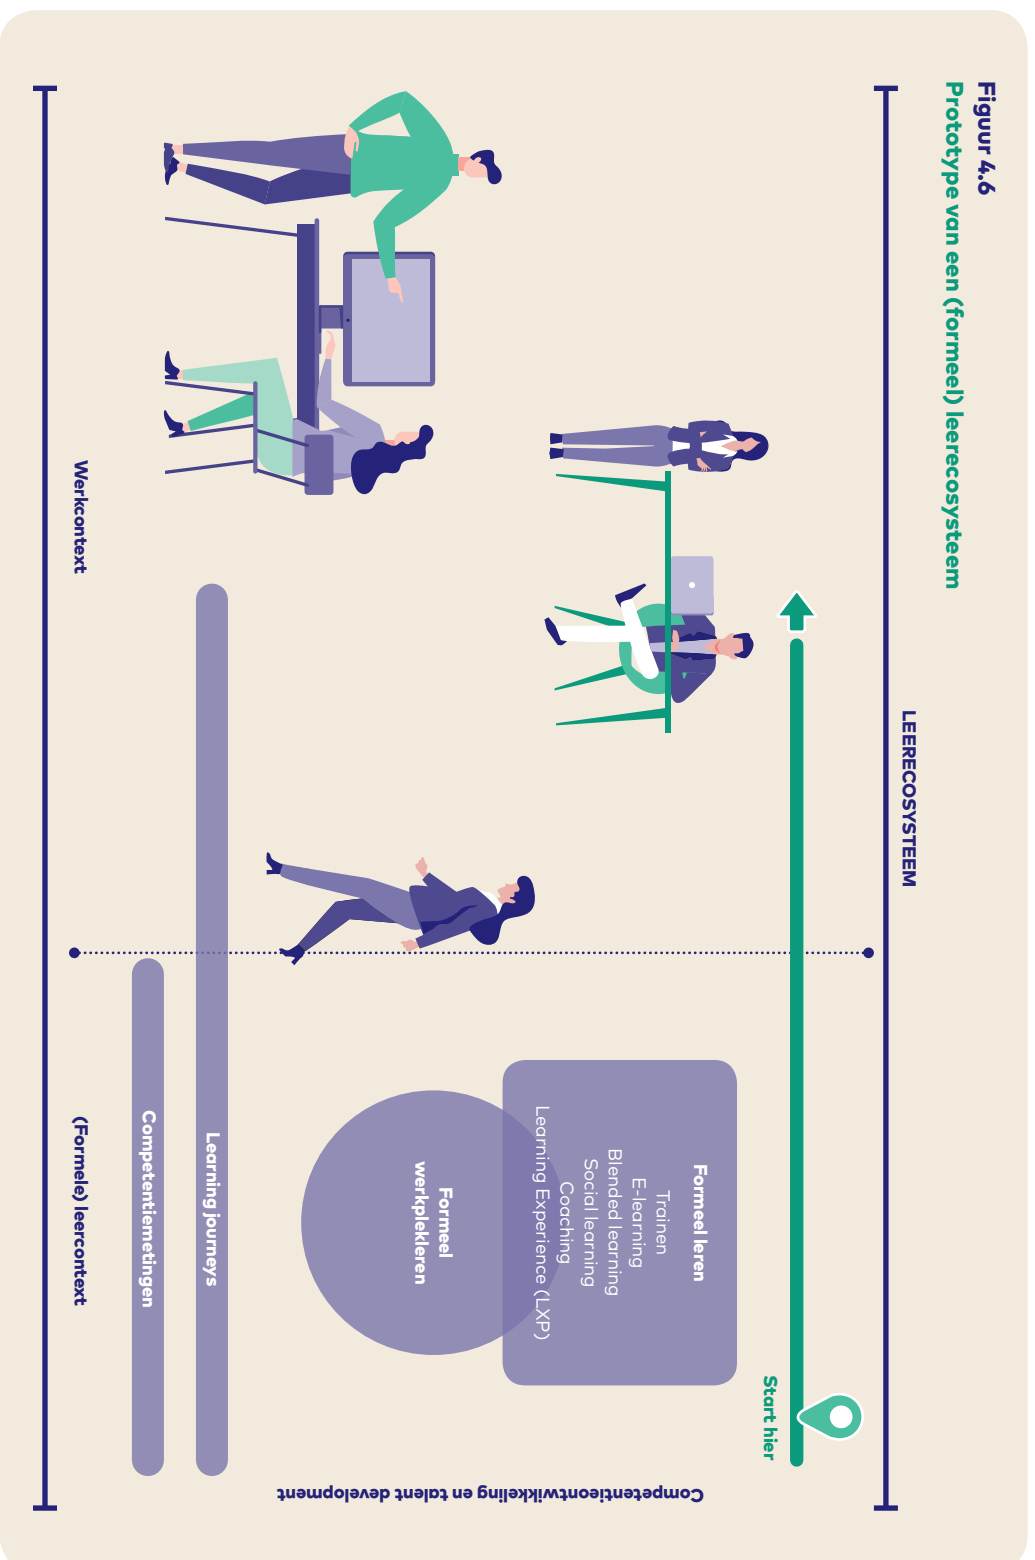 Figuur 4.6
Prototype van een (formeel) leerecosysteem
LEERECOSYSTEEM
Start hier
Formeel leren
Trainen
E-learning
Blended learning
Social learning
Coaching
Learning Experience (LXP)
Formeel
werkplekleren
Competentieontwikkeling en talent development
Learning journeys
Competentiemetingen
Werkcontext
(Formele) leercontext